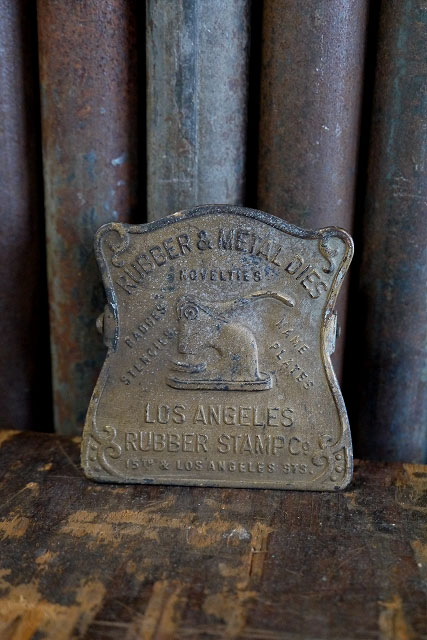 RUBBER & METAL DIES
NOVELTIES
BADGES
STENCILS
NAME
PLATES
LOS ANGELES
RUBBER STAMP Co.
15TH & LOS ANGELES STS.